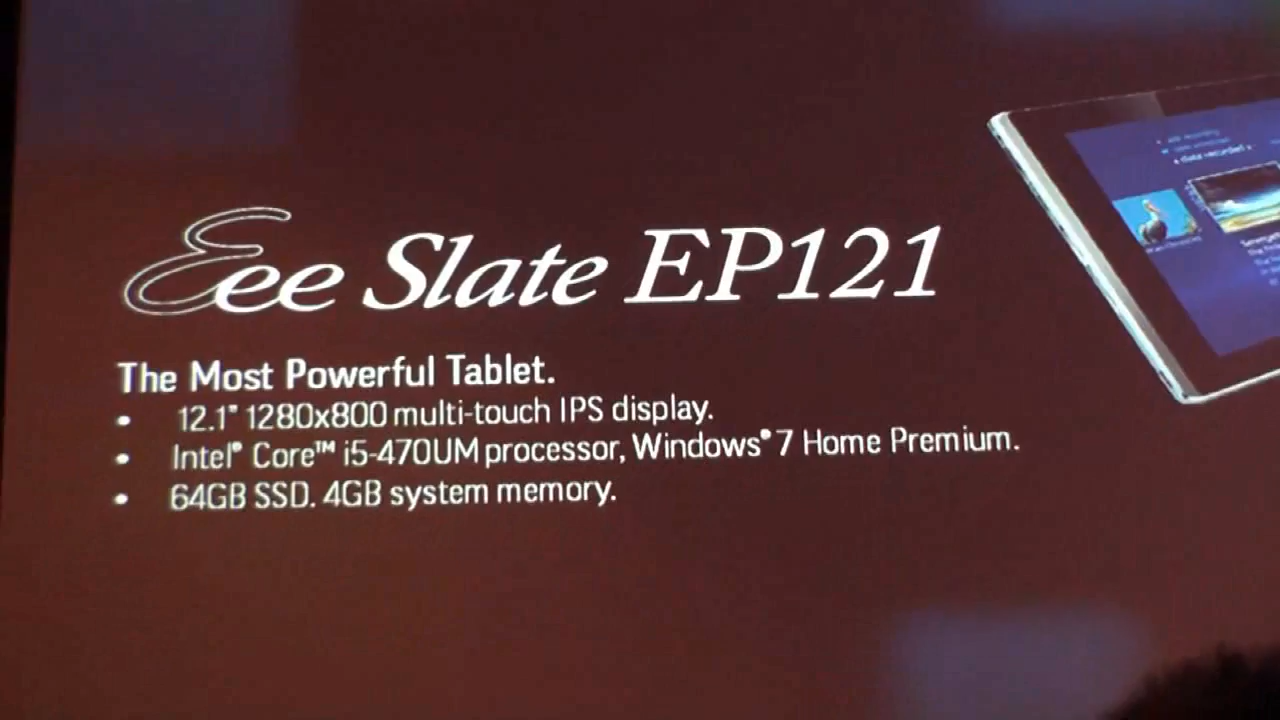 Eee Slate EP121
The Most Powerful Tablet.
• 12.1" 1280x800 multi-touch IPS display.
• Intel® Core™ i5-470UM processor, Windows® 7 Home Premium.
• 64GB SSD. 4GB system memory.